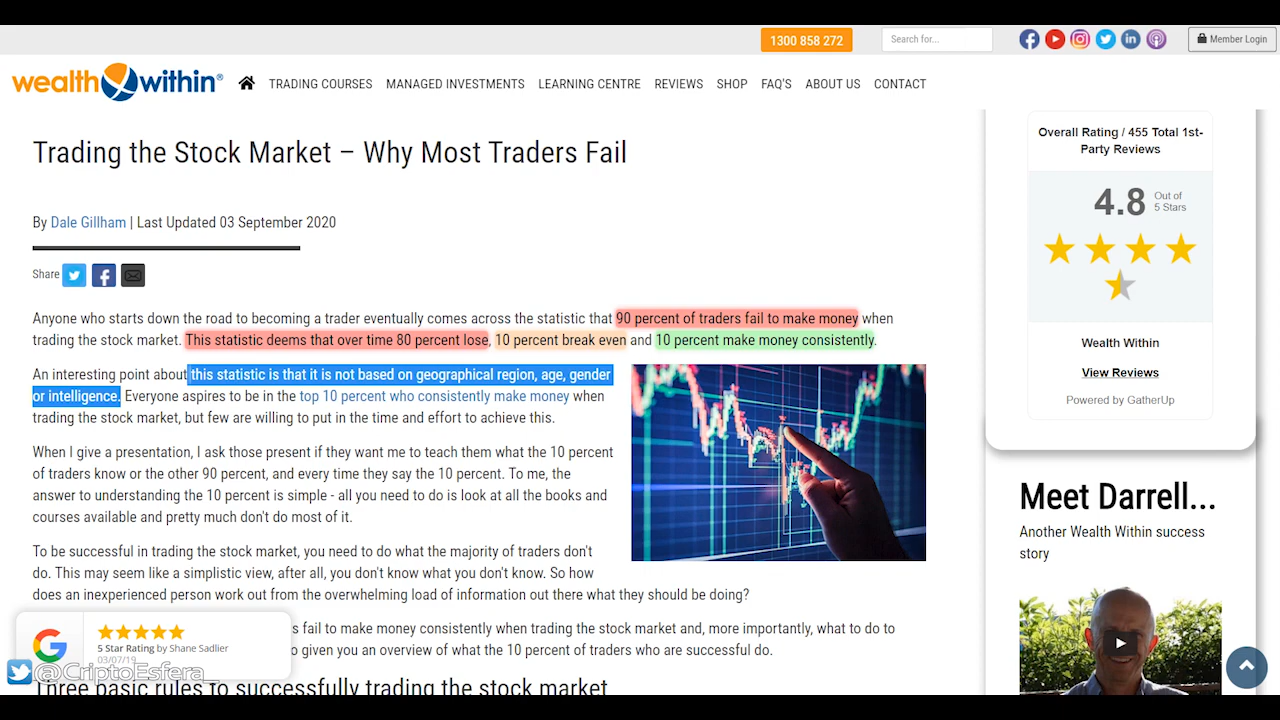 1300 858 272
Search for...
Member Login
wealth within®
TRADING COURSES MANAGED INVESTMENTS LEARNING CENTRE REVIEWS SHOP FAQ'S ABOUT US CONTACT
Trading the Stock Market – Why Most Traders Fail
By Dale Gillham | Last Updated 03 September 2020
Share
Anyone who starts down the road to becoming a trader eventually comes across the statistic that 90 percent of traders fail to make money when
trading the stock market. This statistic deems that over time 80 percent lose, 10 percent break even and 10 percent make money consistently.
An interesting point about this statistic is that it is not based on geographical region, age, gender
or intelligence. Everyone aspires to be in the top 10 percent who consistently make money when
trading the stock market, but few are willing to put in the time and effort to achieve this.
When I give a presentation, I ask those present if they want me to teach them what the 10 percent
of traders know or the other 90 percent, and every time they say the 10 percent. To me, the
answer to understanding the 10 percent is simple - all you need to do is look at all the books and
courses available and pretty much don't do most of it.
To be successful in trading the stock market, you need to do what the majority of traders don't
do. This may seem like a simplistic view, after all, you don't know what you don't know. So how
does an inexperienced person work out from the overwhelming load of information out there what they should be doing?
s fail to make money consistently when trading the stock market and, more importantly, what to do to
o given you an overview of what the 10 percent of traders who are successful do.
Three basic rules to successfully trading the stock market
5 Star Rating by Shane Sadlier
03/07/19
@CriptoEsfera
Overall Rating / 455 Total 1st-
Party Reviews
4.8 Out of
5 Stars
Wealth Within
View Reviews
Powered by GatherUp
Meet Darrell...
Another Wealth Within success
story